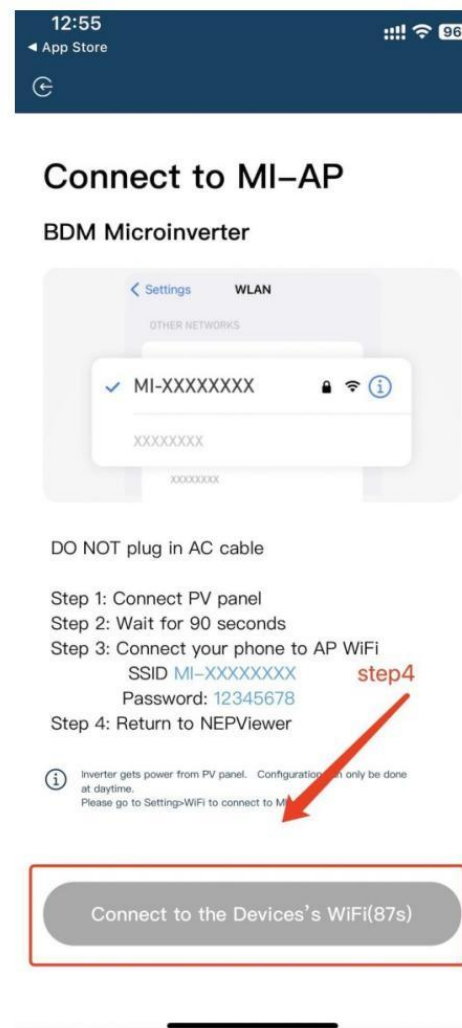 12:55
96
◀ App Store
Connect to MI-AP
BDM Microinverter
Settings WLAN
OTHER NETWORKS
MI-XXXXXXXX
XXXXXXXX
XXXXXXXX
DO NOT plug in AC cable
Step 1: Connect PV panel
Step 2: Wait for 90 seconds
Step 3: Connect your phone to AP WiFi
SSID MI-XXXXXXXX
step4
Password: 12345678
Step 4: Return to NEPViewer
Inverter gets power from PV panel. Configuration only be done
at daytime.
Please go to Setting>WiFi to connect to
Connect to the Devices's WiFi(87s)